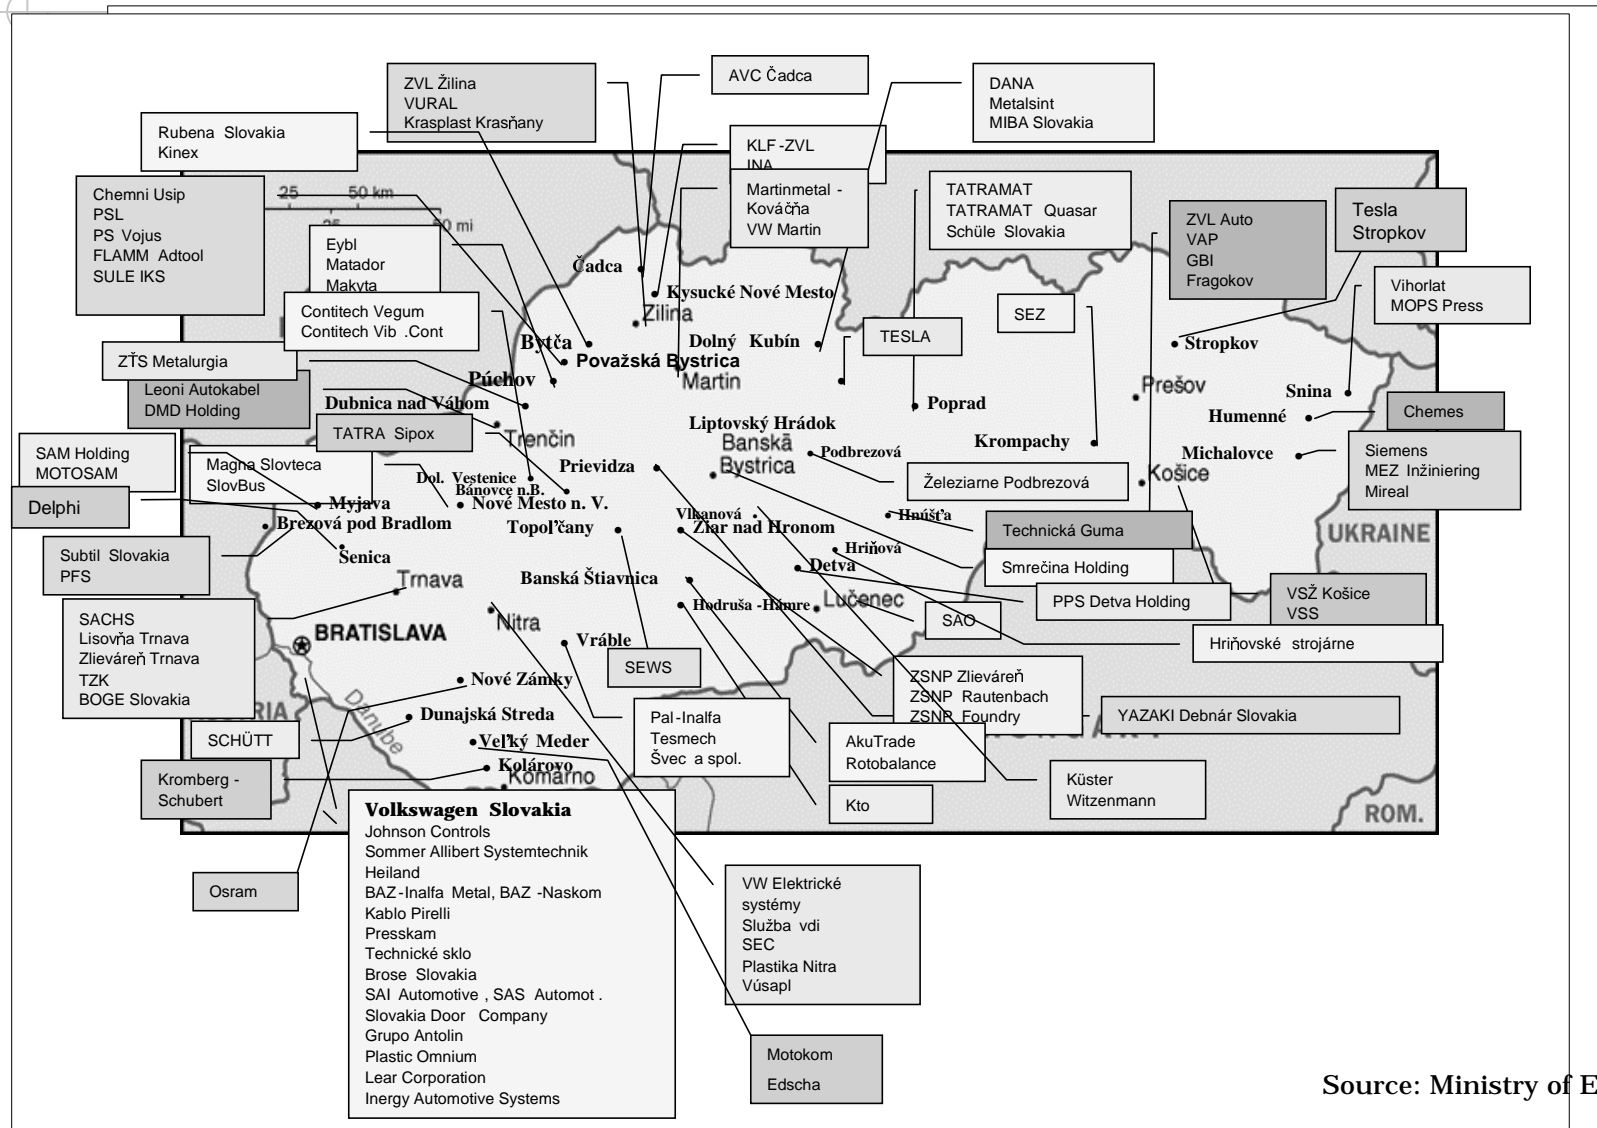 ZVL Žilina
VURAL
Krasplast Krasňany
AVC Čadca
DANA
Metalsint
MIBA Slovakia
Rubena Slovakia
Kinex
KLF -ZVL
INA
Martinmetal -
Kováčňa
VW Martin
TATRAMAT
TATRAMAT Quasar
Schüle Slovakia
ZVL Auto
VAP
GBI
Fragokov
Tesla
Stropkov
Vihorlat
MOPS Press
Chemni Usip
PSL
PS Vojus
FLAMM Adtool
SULE IKS
25 50 km
25 50 mi
Eybl
Matador
Makyta
Contitech Vegum
Contitech Vib .Cont
ZŤS Metalurgia
Leoni Autokabel
DMD Holding
TATRA Sipox
SAM Holding
MOTOSAM
Magna Slovteca
SlovBus
Delphi
Subtil Slovakia
PFS
SACHS
Lisovňa Trnava
Zlieváreň Trnava
TZK
BOGE Slovakia
SCHÜTT
Kromberg -
Schubert
Osram
Čadca
Kysucké Nové Mesto
Žilina
Bytča
Považská Bystrica
Dolný Kubín
Martin
Púchov
Dubnica nad Váhom
Trenčín
Liptovský Hrádok
Banská
Bystrica
Podbrezová
Poprad
Krompachy
Prešov
Košice
Stropkov
Snina
Humenné
Michalovce
Prievidza
Dol. Vestenice
Bánovce n.B.
Nové Mesto n. V.
Myjava
Brezová pod Bradlom
Senica
Topoľčany
Vlkanová
Žiar nad Hronom
Hnúšťa
Hriňová
Detva
Banská Štiavnica
Hodruša -Hámre
Lučenec
Trnava
Nitra
BRATISLAVA
Vráble
Nové Zámky
Dunajská Streda
Veľký Meder
Kolárovo
Komárno
Danube
UKRAINE
ROM.
TESLA
SEZ
Chemes
Siemens
MEZ Inžiniering
Mireal
Železiarne Podbrezová
Technická Guma
Smrečina Holding
PPS Detva Holding
VSŽ Košice
VSS
SAO
Hriňovské strojárne
SEWS
ZSNP Zlieváreň
ZSNP Rautenbach
ZSNP Foundry
YAZAKI Debnár Slovakia
Pal-Inalfa
Tesmech
Švec a spol.
AkuTrade
Rotobalance
Kto
Küster
Witzenmann
Volkswagen Slovakia
Johnson Controls
Sommer Allibert Systemtechnik
Heiland
BAZ -Inalfa Metal, BAZ -Naskom
Kablo Pirelli
Presskam
Technické sklo
Brose Slovakia
SAI Automotive , SAS Automot .
Slovakia Door Company
Grupo Antolin
Plastic Omnium
Lear Corporation
Inergy Automotive Systems
VW Elektrické
systémy
Služba vdi
SEC
Plastika Nitra
Vúsapl
Motokom
Edscha
Source: Ministry of E